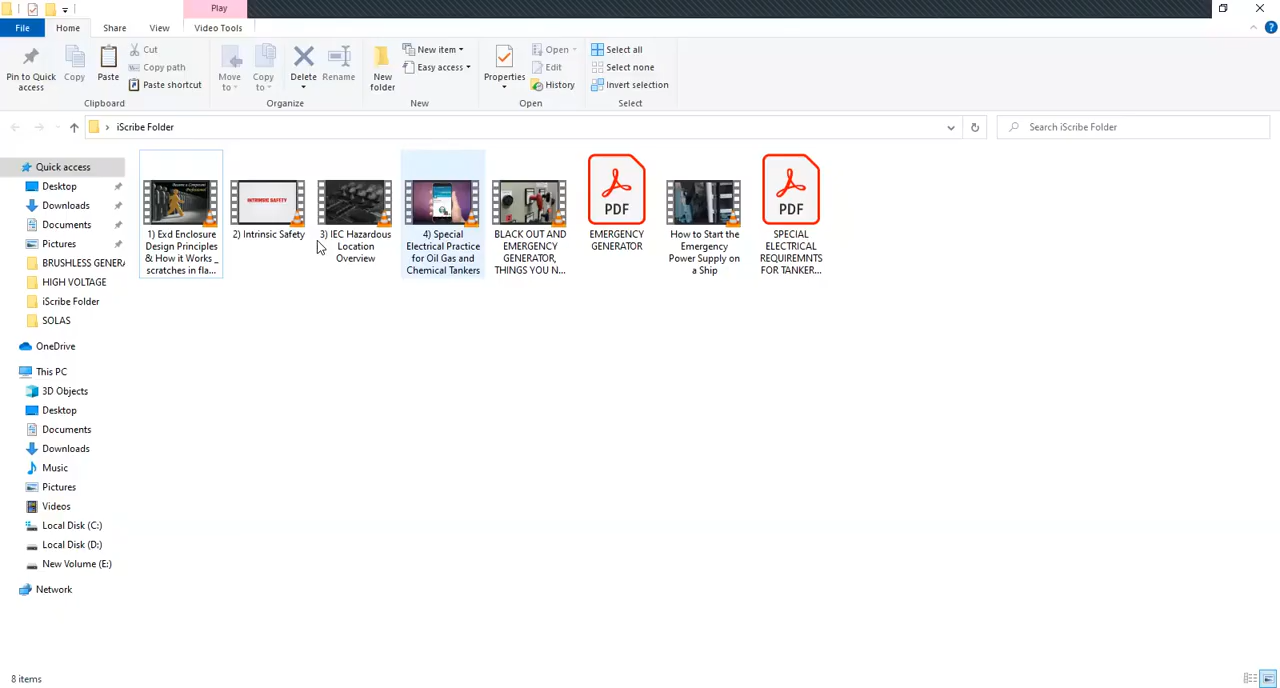 Play
File
Home
Share
View
Video Tools
Pin to Quick
access
Copy
Paste
Cut
Copy path
Paste shortcut
Clipboard
Move
to
Copy
to
Delete
Rename
Organize
New
folder
New item
Easy access
New
Properties
Open
Edit
History
Open
Select all
Select none
Invert selection
Select
iScribe Folder
Search iScribe Folder
Quick access
Desktop
Downloads
Documents
Pictures
BRUSHLESS GENERA
HIGH VOLTAGE
iScribe Folder
SOLAS
OneDrive
This PC
3D Objects
Desktop
Documents
Downloads
Music
Pictures
Videos
Local Disk (C:)
Local Disk (D:)
New Volume (E:)
Network
1) Exd Enclosure
Design Principles
& How it Works _
scratches in fla...
INTRINSIC SAFETY
2) Intrinsic Safety
3) IEC Hazardous
Location
Overview
4) Special
Electrical Practice
for Oil Gas and
Chemical Tankers
BLACK OUT AND
EMERGENCY
GENERATOR,
THINGS YOU N...
PDF
EMERGENCY
GENERATOR
How to Start the
Emergency
Power Supply on
a Ship
PDF
SPECIAL
ELECTRICAL
REQUIREMNTS
FOR TANKER...
8 items